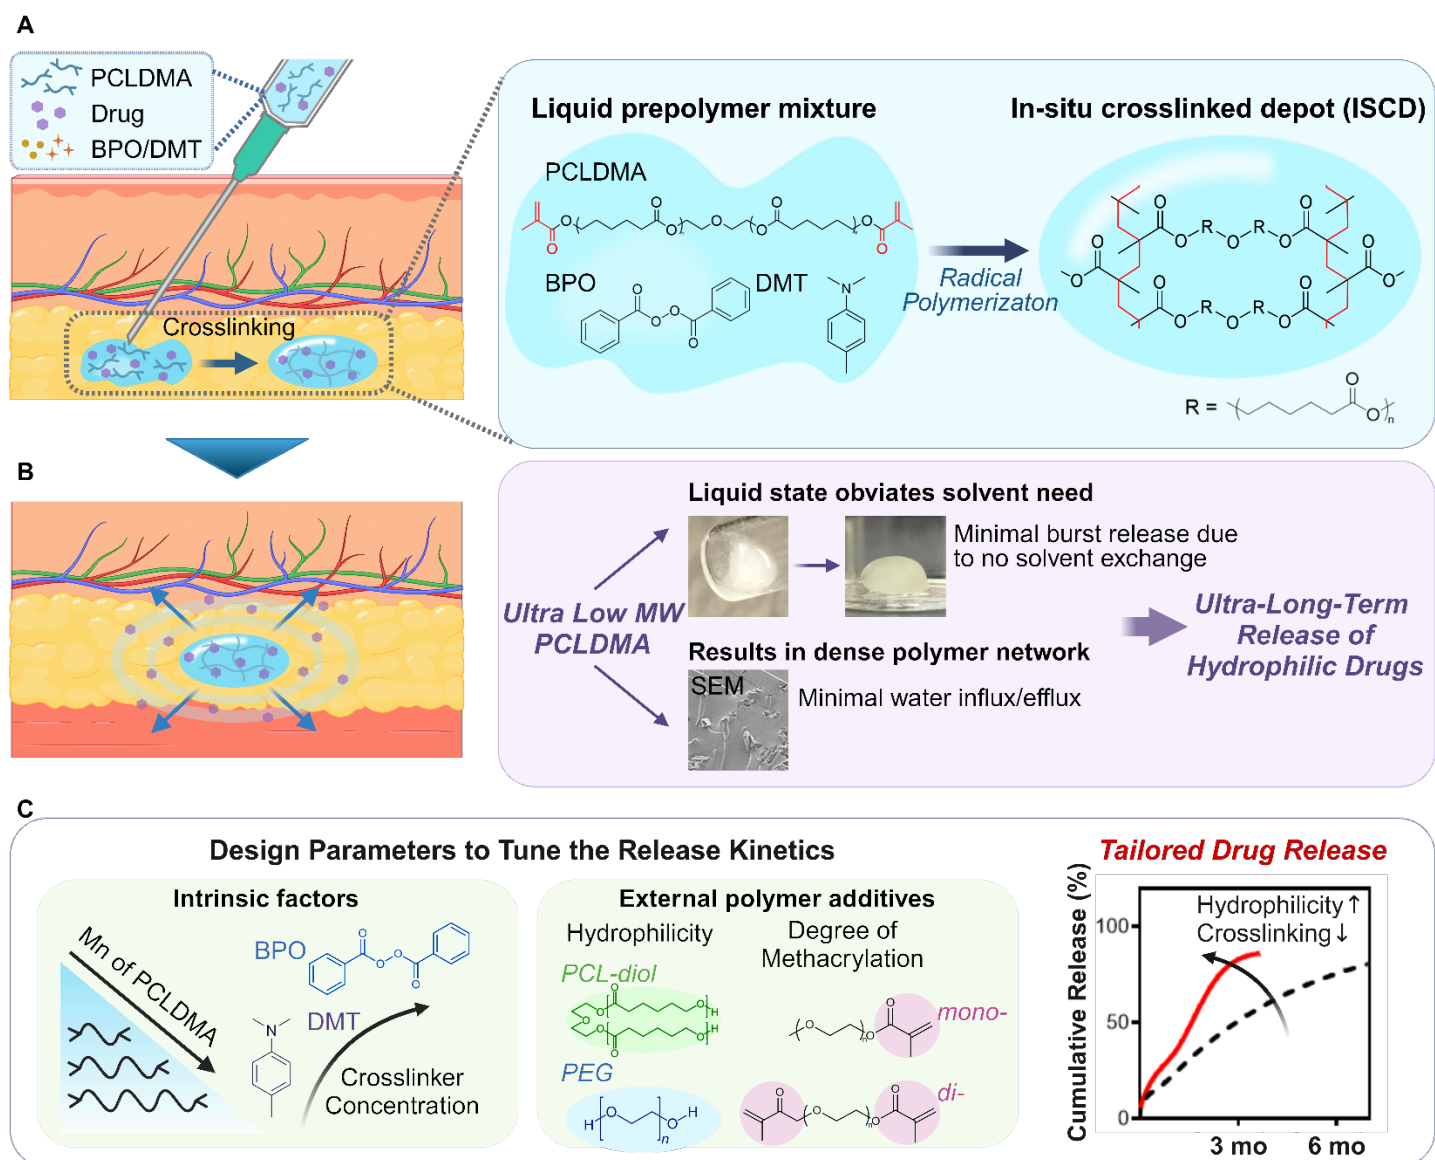 A
PCLDMA
Drug
BPO/DMT
Crosslinking
Liquid prepolymer mixture
In-situ crosslinked depot (ISCD)
PCLDMA
O
O
O
n
O
O
O
n
O
O
BPO
DMT
O
O
O
O
N
Radical
Polymerizaton
O
O
R
O
R
O
O
O
O
O
O
O
O
R
O
R
O
O
R =
O
O
n
B
Ultra Low MW
PCLDMA
Liquid state obviates solvent need
Minimal burst release due
to no solvent exchange
Results in dense polymer network
SEM
Minimal water influx/efflux
Ultra-Long-Term
Release of
Hydrophilic Drugs
C
Design Parameters to Tune the Release Kinetics
Intrinsic factors
Mn of PCLDMA
BPO
O
O
O
O
N
DMT
Crosslinker
Concentration
External polymer additives
Hydrophilicity
PCL-diol
O
O
O
n
H
O
O
O
n
H
O
PEG
H
O
n
O
H
Degree of
Methacrylation
mono-
O
O
n
O
di-
O
O
n
O
O
Tailored Drug Release
Cumulative Release (%)
100
50
0
Hydrophilicity↑
Crosslinking↓
3 mo
6 mo